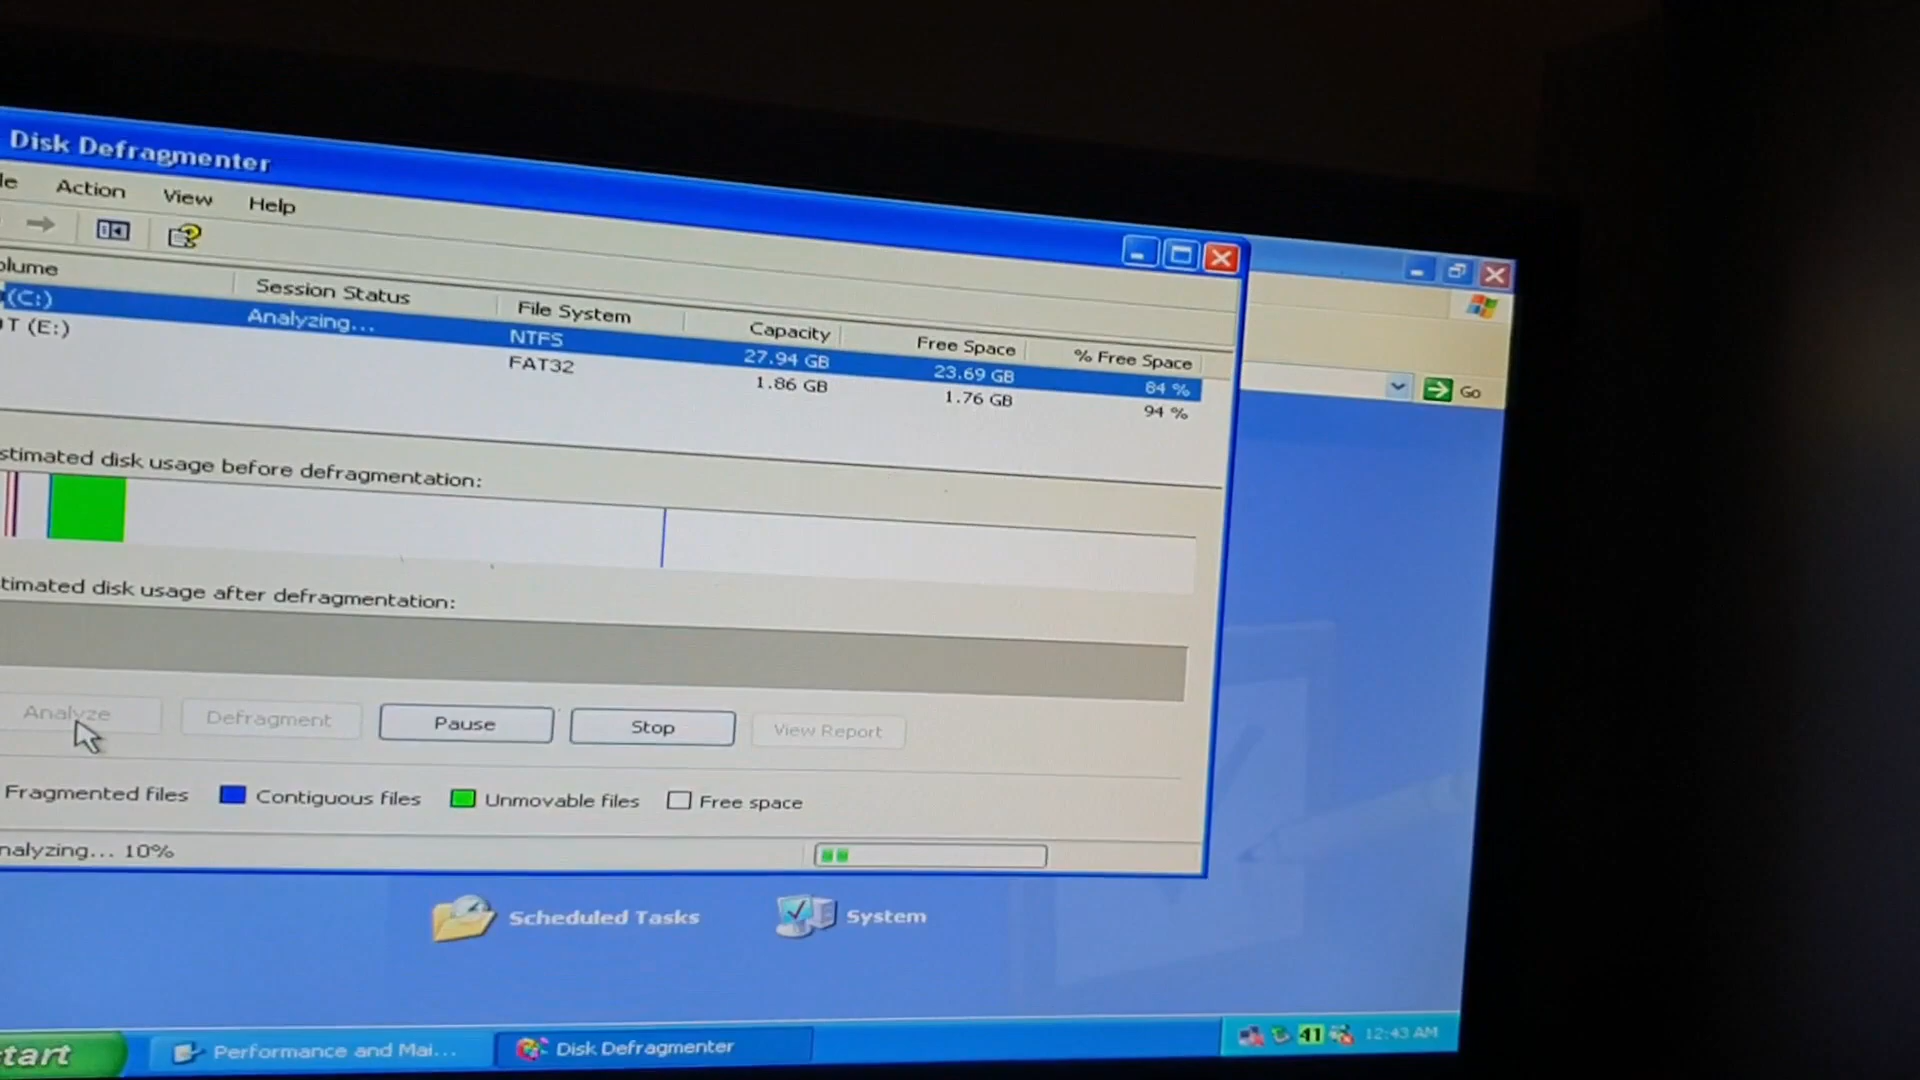 Disk Defragmenter
le Action View Help
olume Session Status File System Capacity Free Space % Free Space
(C:) Analyzing... NTFS 27.94 GB 23.69 GB 84 %
OT (E:) FAT32 1.86 GB 1.76 GB 94 %
Go
stimated disk usage before defragmentation:
timated disk usage after defragmentation:
Analyze Defragment Pause Stop View Report
Fragmented files Contiguous files Unmovable files Free space
nalyzing... 10%
Scheduled Tasks System
tart Performance and Mai... Disk Defragmenter 41 12:43 AM